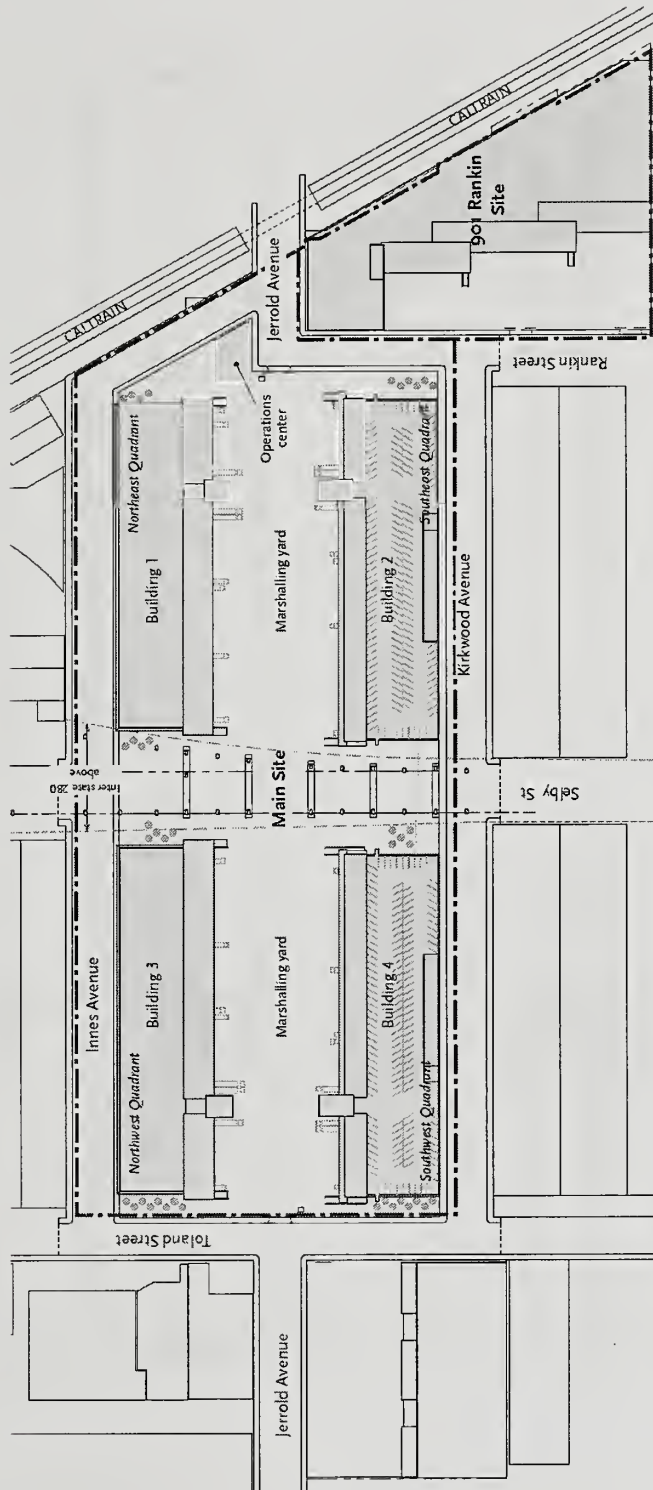 CALTRAIN
CALTRAIN
Jerrold Avenue
901 Rankin
Site
Rankin Street
Operations
center
Northeast Quadrant
Building 1
Marshalling yard
Building 2
Southeast Quadrant
Kirkwood Avenue
Interstate 280
above
Main Site
Selby St
Innes Avenue
Northwest Quadrant
Building 3
Marshalling yard
Building 4
Southwest Quadrant
Toland Street
Jerrold Avenue